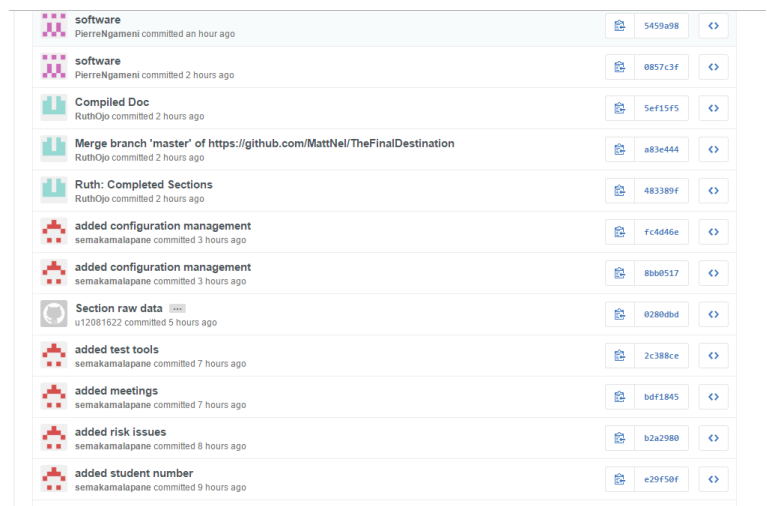 software
PierreNgameni committed an hour ago
5459a98
software
PierreNgameni committed 2 hours ago
0857c3f
Compiled Doc
RuthOjo committed 2 hours ago
5ef15f5
Merge branch 'master' of https://github.com/MattNel/TheFinalDestination
RuthOjo committed 2 hours ago
a83e444
Ruth: Completed Sections
RuthOjo committed 2 hours ago
483389f
added configuration management
semakamalapane committed 3 hours ago
fc4d46e
added configuration management
semakamalapane committed 3 hours ago
8bb0517
Section raw data ...
u12081622 committed 5 hours ago
0280dbd
added test tools
semakamalapane committed 7 hours ago
2c388ce
added meetings
semakamalapane committed 7 hours ago
bdf1845
added risk issues
semakamalapane committed 8 hours ago
b2a2980
added student number
semakamalapane committed 9 hours ago
e29f50f